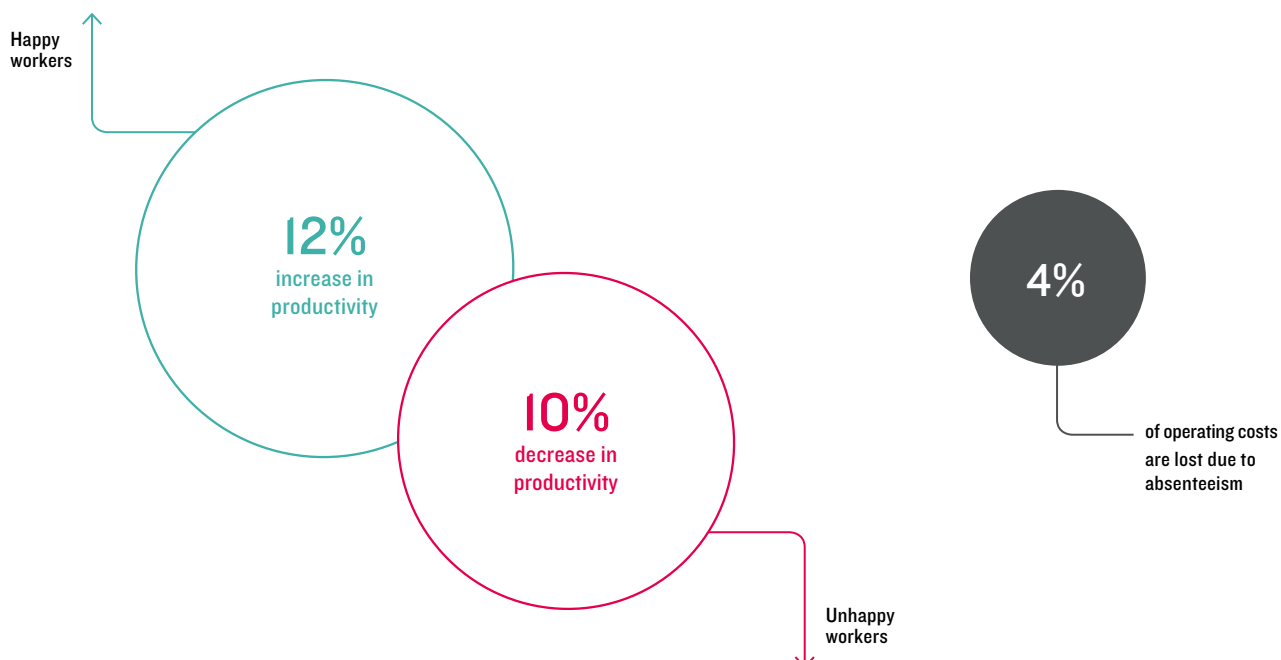 Happy
workers
12%
increase in
productivity
10%
decrease in
productivity
Unhappy
workers
4%
of operating costs
are lost due to
absenteeism